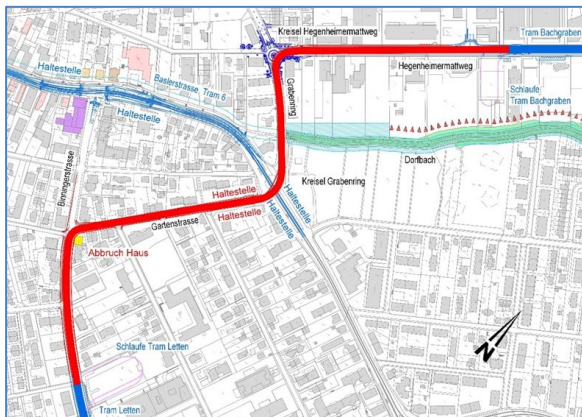 Kreisel Hegenheimermattweg
Tram Bachgraben
Hegenheimermattweg
Haltestelle
Baslerstrasse, Tram 6
Grabenring
Schlaufe
Tram Bachgraben
Haltestelle
Dorfbach
Binningerstrasse
Kreisel Grabenring
Haltestelle
Haltestelle
Haltestelle
Haltestelle
Gartenstrasse
Abbruch Haus
Schlaufe Tram Letten
N
Tram Letten